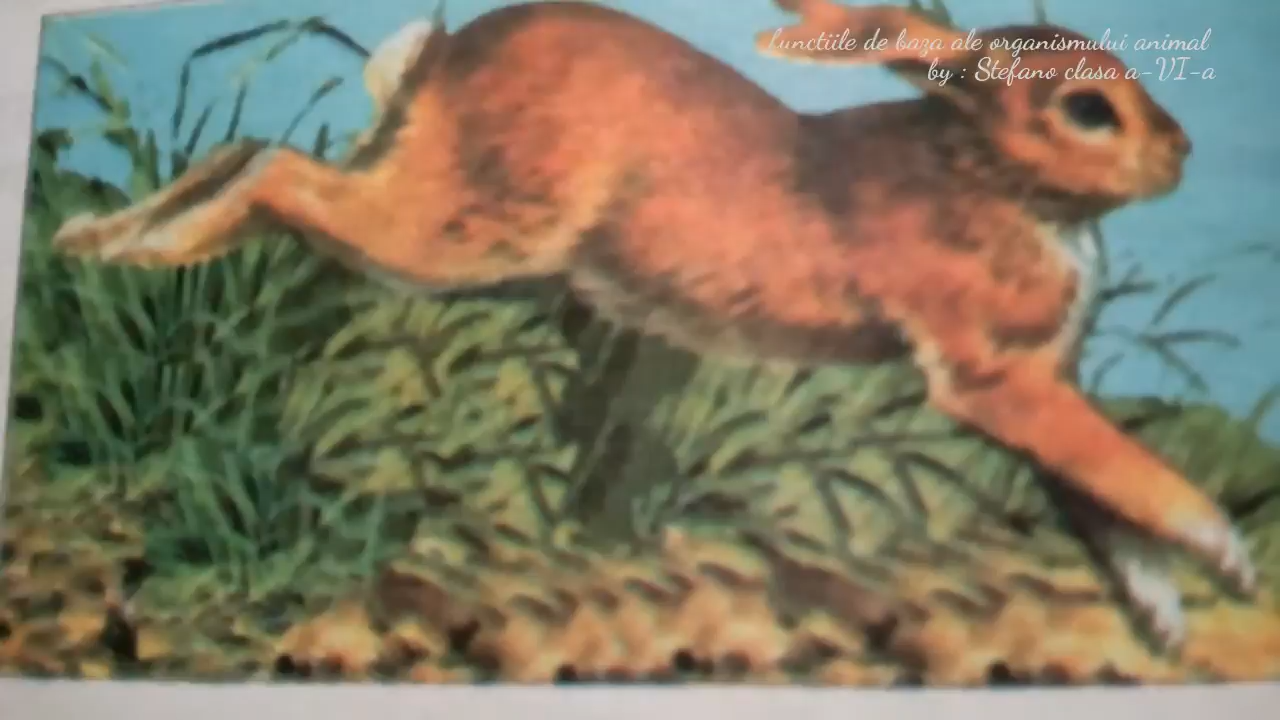 Functiile de baza ale organismului animal
by : Stefano clasa a-VI-a